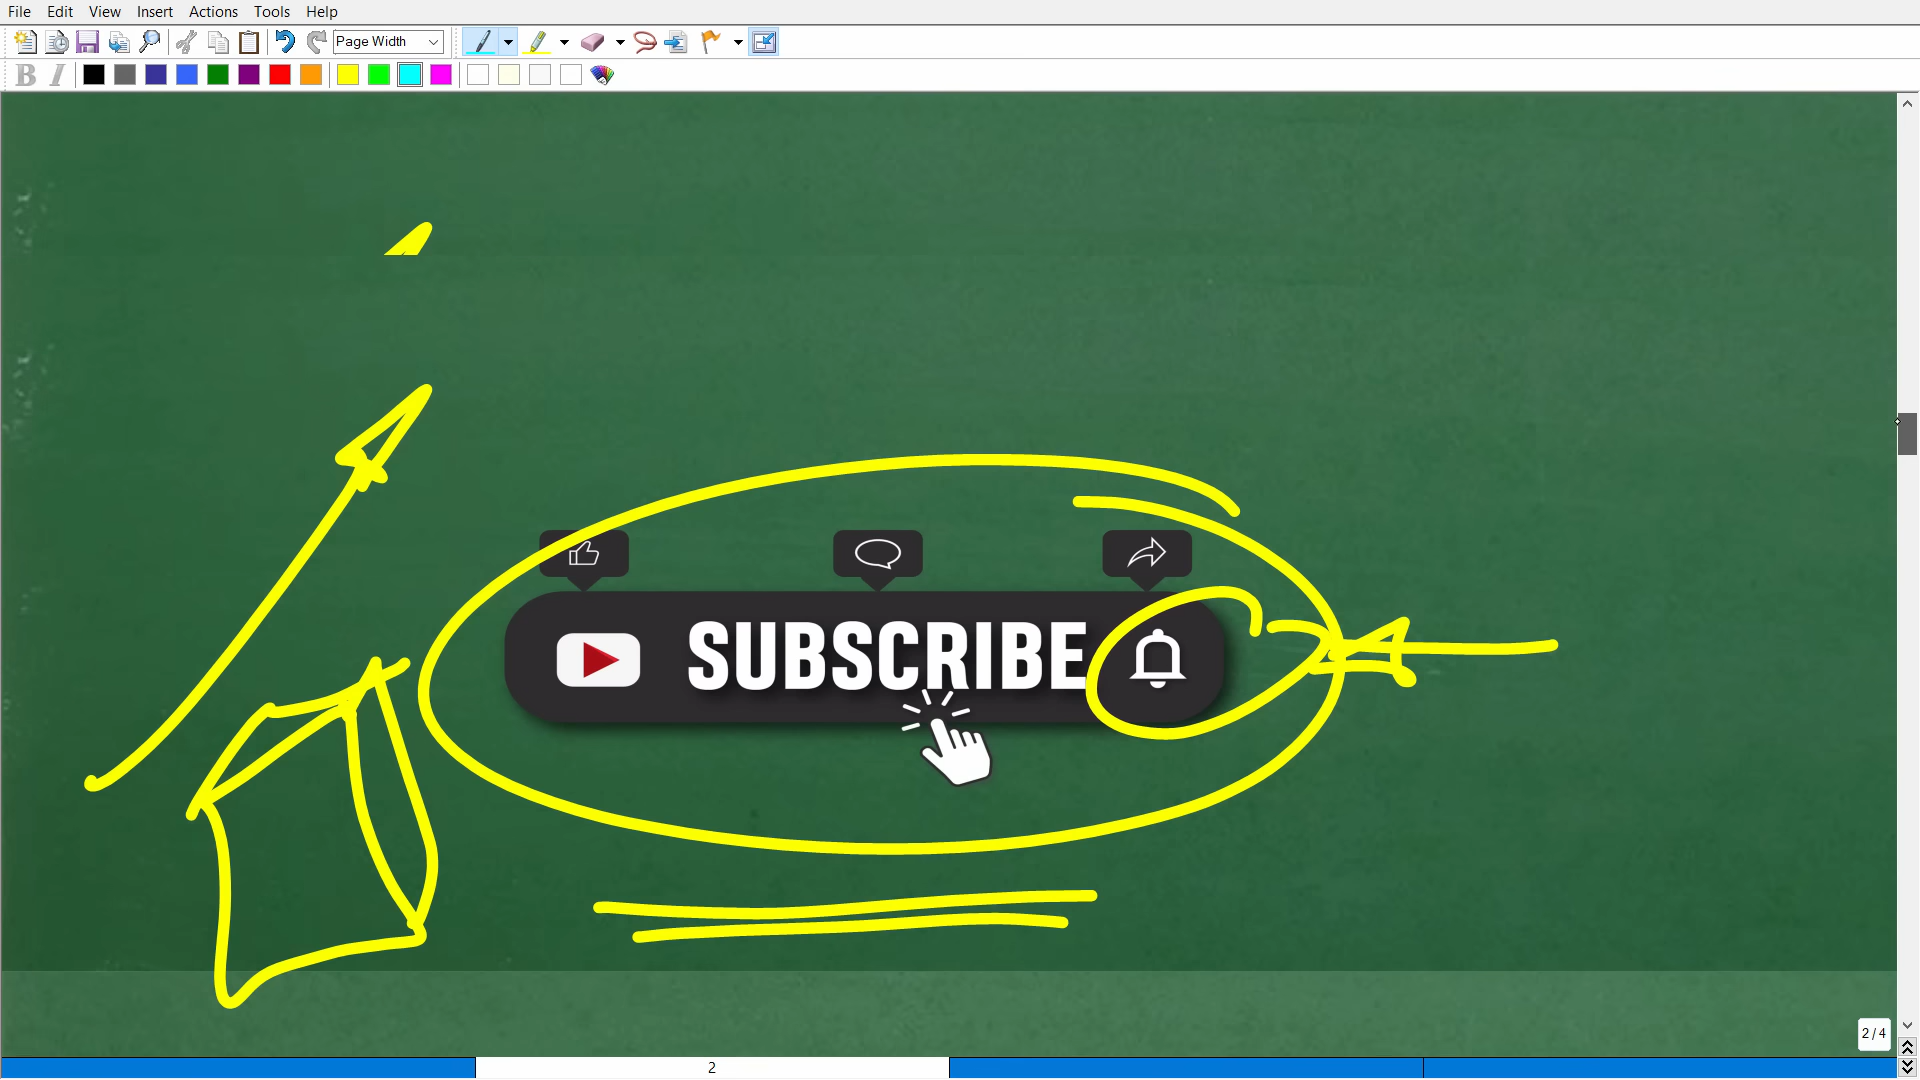 File Edit View Insert Actions Tools Help
Page Width
B I
SUBSCRIBE
2 / 4
2